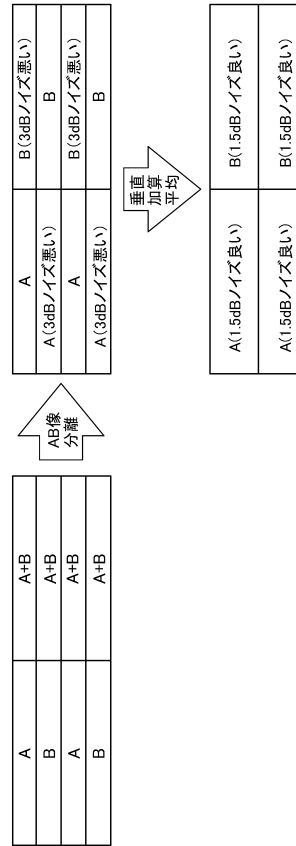 A A+B
B A+B
A A+B
B A+B
AB像
分離
A B(3dBノイズ悪い)
A(3dBノイズ悪い) B
A B(3dBノイズ悪い)
A(3dBノイズ悪い) B
垂直
加算
平均
A(1.5dBノイズ良い) B(1.5dBノイズ良い)
A(1.5dBノイズ良い) B(1.5dBノイズ良い)